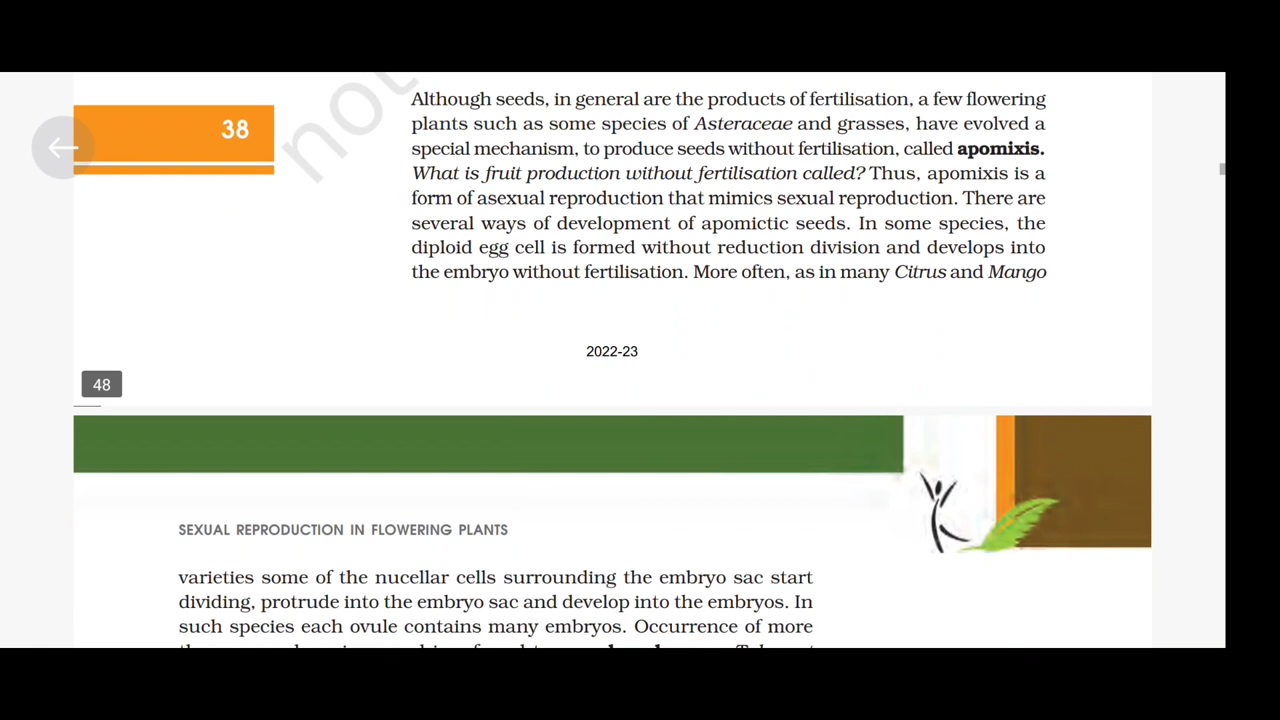 not
38
Although seeds, in general are the products of fertilisation, a few flowering
plants such as some species of Asteraceae and grasses, have evolved a
special mechanism, to produce seeds without fertilisation, called apomixis.
What is fruit production without fertilisation called? Thus, apomixis is a
form of asexual reproduction that mimics sexual reproduction. There are
several ways of development of apomictic seeds. In some species, the
diploid egg cell is formed without reduction division and develops into
the embryo without fertilisation. More often, as in many Citrus and Mango
2022-23
48
SEXUAL REPRODUCTION IN FLOWERING PLANTS
varieties some of the nucellar cells surrounding the embryo sac start
dividing, protrude into the embryo sac and develop into the embryos. In
such species each ovule contains many embryos. Occurrence of more